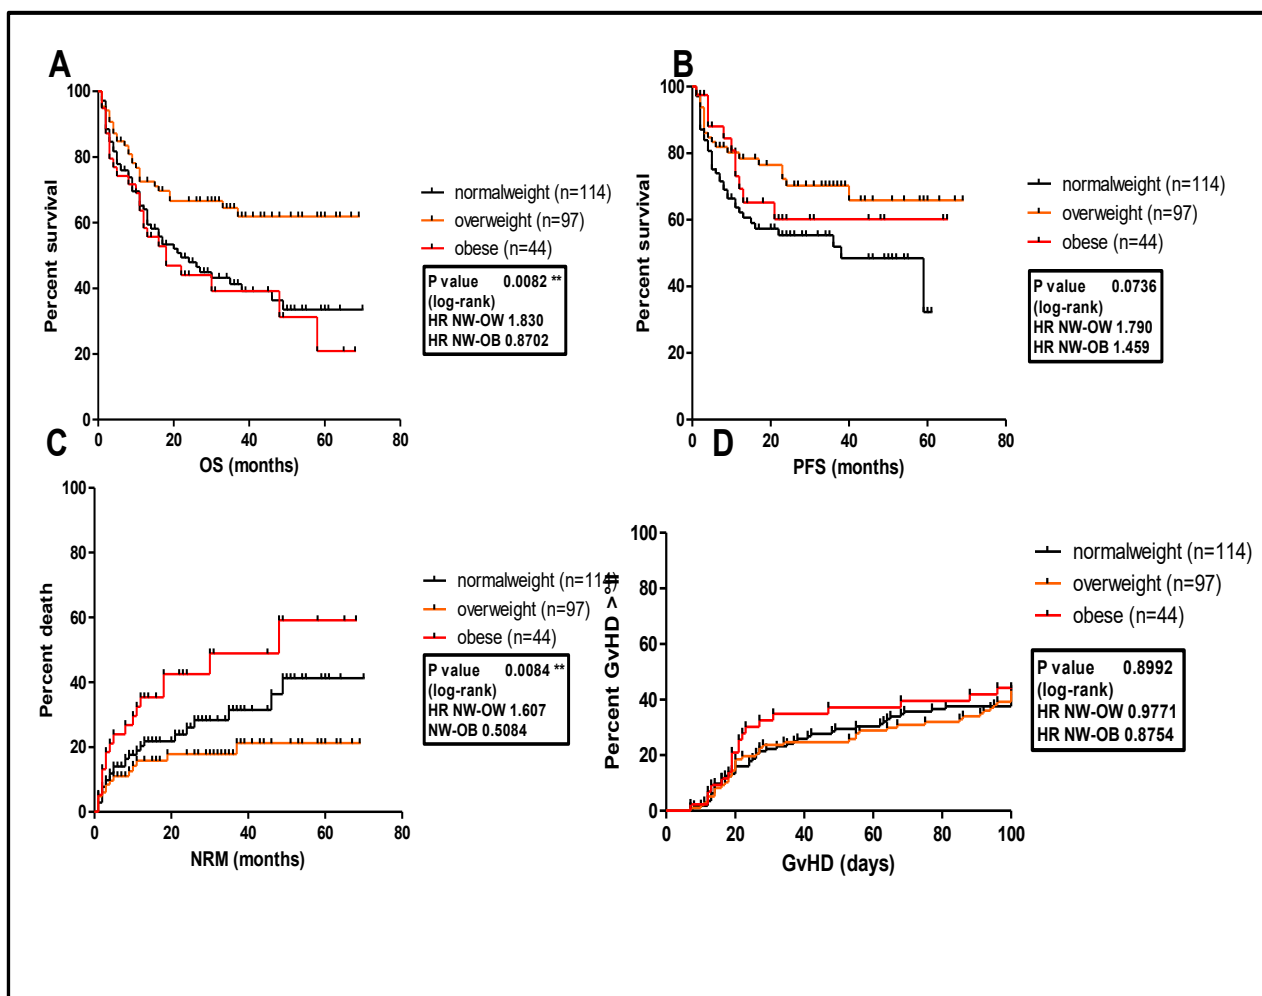 A
100
80
60
40
20
0
0 20 40 60 80
Percent survival
OS (months)
normalweight (n=114)
overweight (n=97)
obese (n=44)
P value 0.0082 **
(log-rank)
HR NW-OW 1.830
HR NW-OB 0.8702
B
100
80
60
40
20
0
0 20 40 60 80
Percent survival
PFS (months)
normalweight (n=114)
overweight (n=97)
obese (n=44)
P value 0.0736
(log-rank)
HR NW-OW 1.790
HR NW-OB 1.459
C
100
80
60
40
20
0
0 20 40 60 80
Percent death
NRM (months)
normalweight (n=114)
overweight (n=97)
obese (n=44)
P value 0.0084 **
(log-rank)
HR NW-OW 1.607
NW-OB 0.5084
D
100
80
60
40
20
0
0 20 40 60 80 100
Percent GvHD >°II
GvHD (days)
normalweight (n=114)
overweight (n=97)
obese (n=44)
P value 0.8992
(log-rank)
HR NW-OW 0.9771
HR NW-OB 0.8754